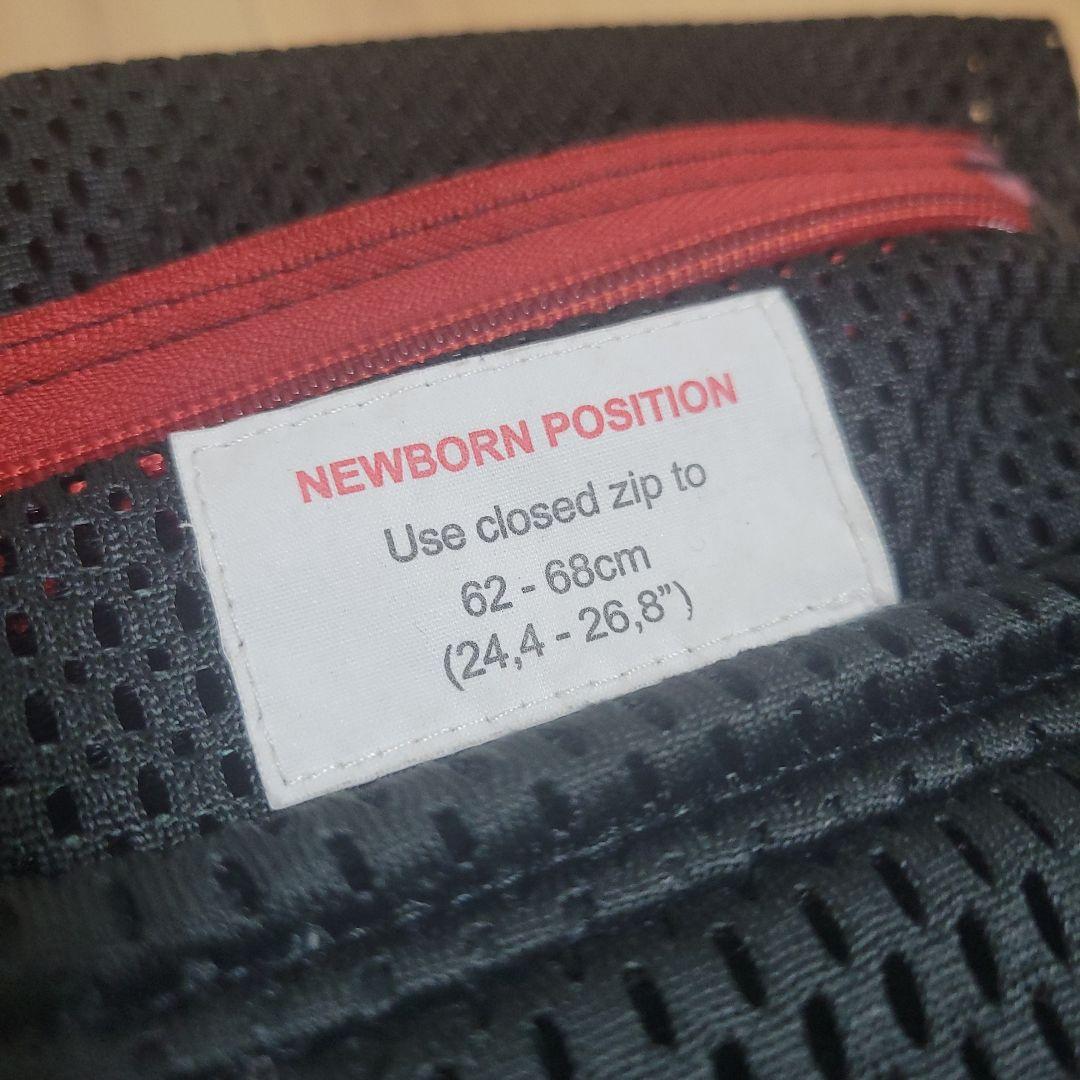 NEWBORN POSITION
Use closed zip to
62 - 68cm
(24,4 - 26,8")